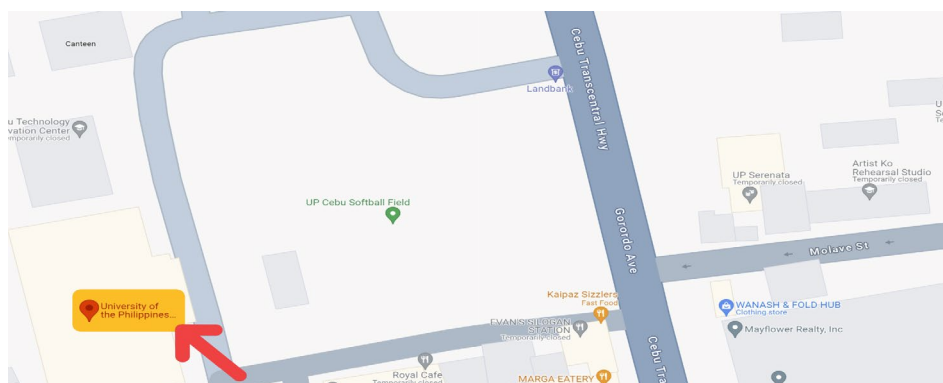 Canteen
Cebu Transcentral Hwy
Landbank
u Technology
vation Center
emporarily closed
UP Serenata
Temporarily closed
Artist Ko
Rehearsal Studio
Temporarily closed
UP Cebu Softball Field
Gorordo Ave
Molave St
University of
the Philippines...
Kaipaz Sizzlers
Fast Food
EVAN'S SILOGAN
STATION
Temporarily closed
WANASH & FOLD HUB
Clothing store
Mayflower Realty, Inc
Royal Cafe
Temporarily closed
MARGA EATERY
Cebu Tra